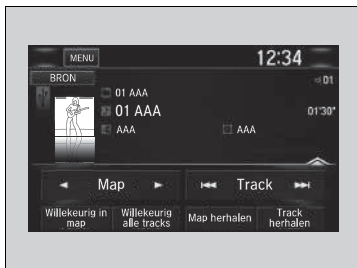 MENU
12:34
BRON
01
01 AAA
01 AAA
01'30"
AAA
AAA
Map
Track
Willekeurig in map
Willekeurig alle tracks
Map herhalen
Track herhalen